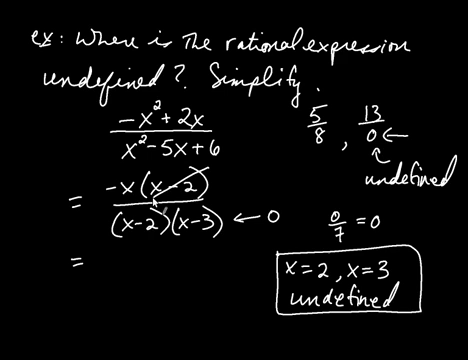 ex: Where is the rational expression
undefined? Simplify.
-x² + 2x
x² - 5x + 6
5
8
,
13
0 ←
undefined
= -x(x - 2)
(x - 2)(x - 3) ← 0
0
7
= 0
=
x = 2, x = 3
undefined